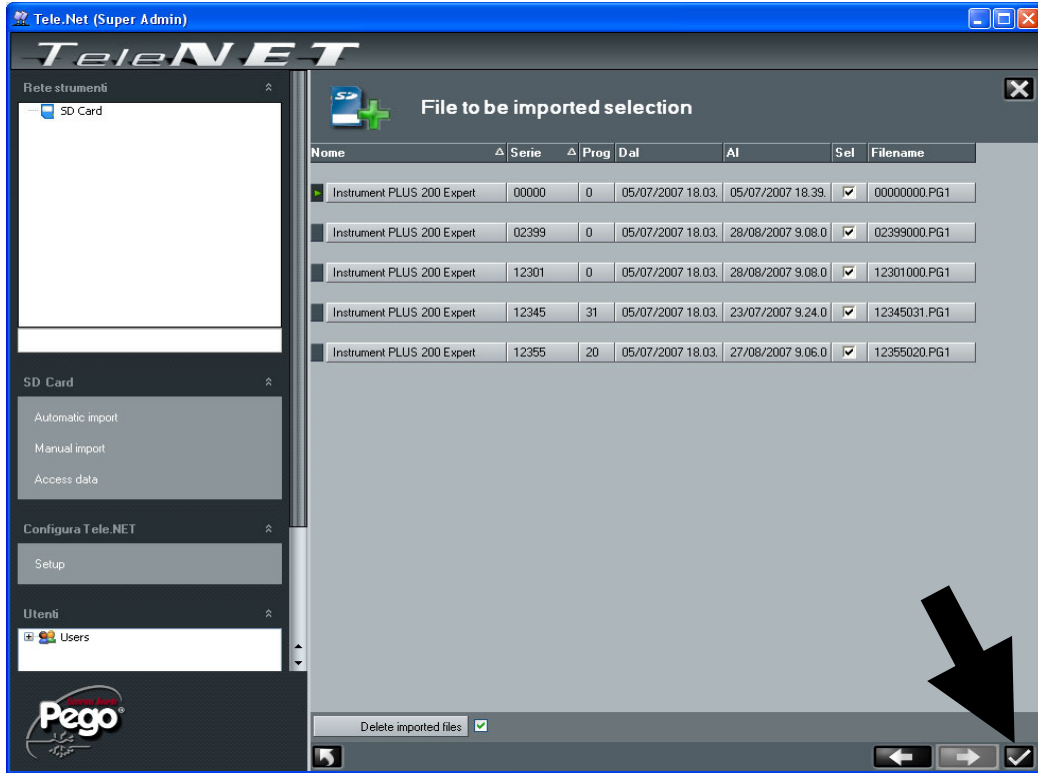 Tele.Net (Super Admin)
TeleNET
Rete strumenti
SD Card
SD Card
Automatic import
Manual import
Access data
Configura Tele.NET
Setup
Utenti
Users
Pego
File to be imported selection
Nome Serie Prog Dal Al Sel Filename
Instrument PLUS 200 Expert 00000 0 05/07/2007 18.03. 05/07/2007 18.39. 00000000.PG1
Instrument PLUS 200 Expert 02399 0 05/07/2007 18.03. 28/08/2007 9.08.0 02399000.PG1
Instrument PLUS 200 Expert 12301 0 05/07/2007 18.03. 28/08/2007 9.08.0 12301000.PG1
Instrument PLUS 200 Expert 12345 31 05/07/2007 18.03. 23/07/2007 9.24.0 12345031.PG1
Instrument PLUS 200 Expert 12355 20 05/07/2007 18.03. 27/08/2007 9.06.0 12355020.PG1
Delete imported files